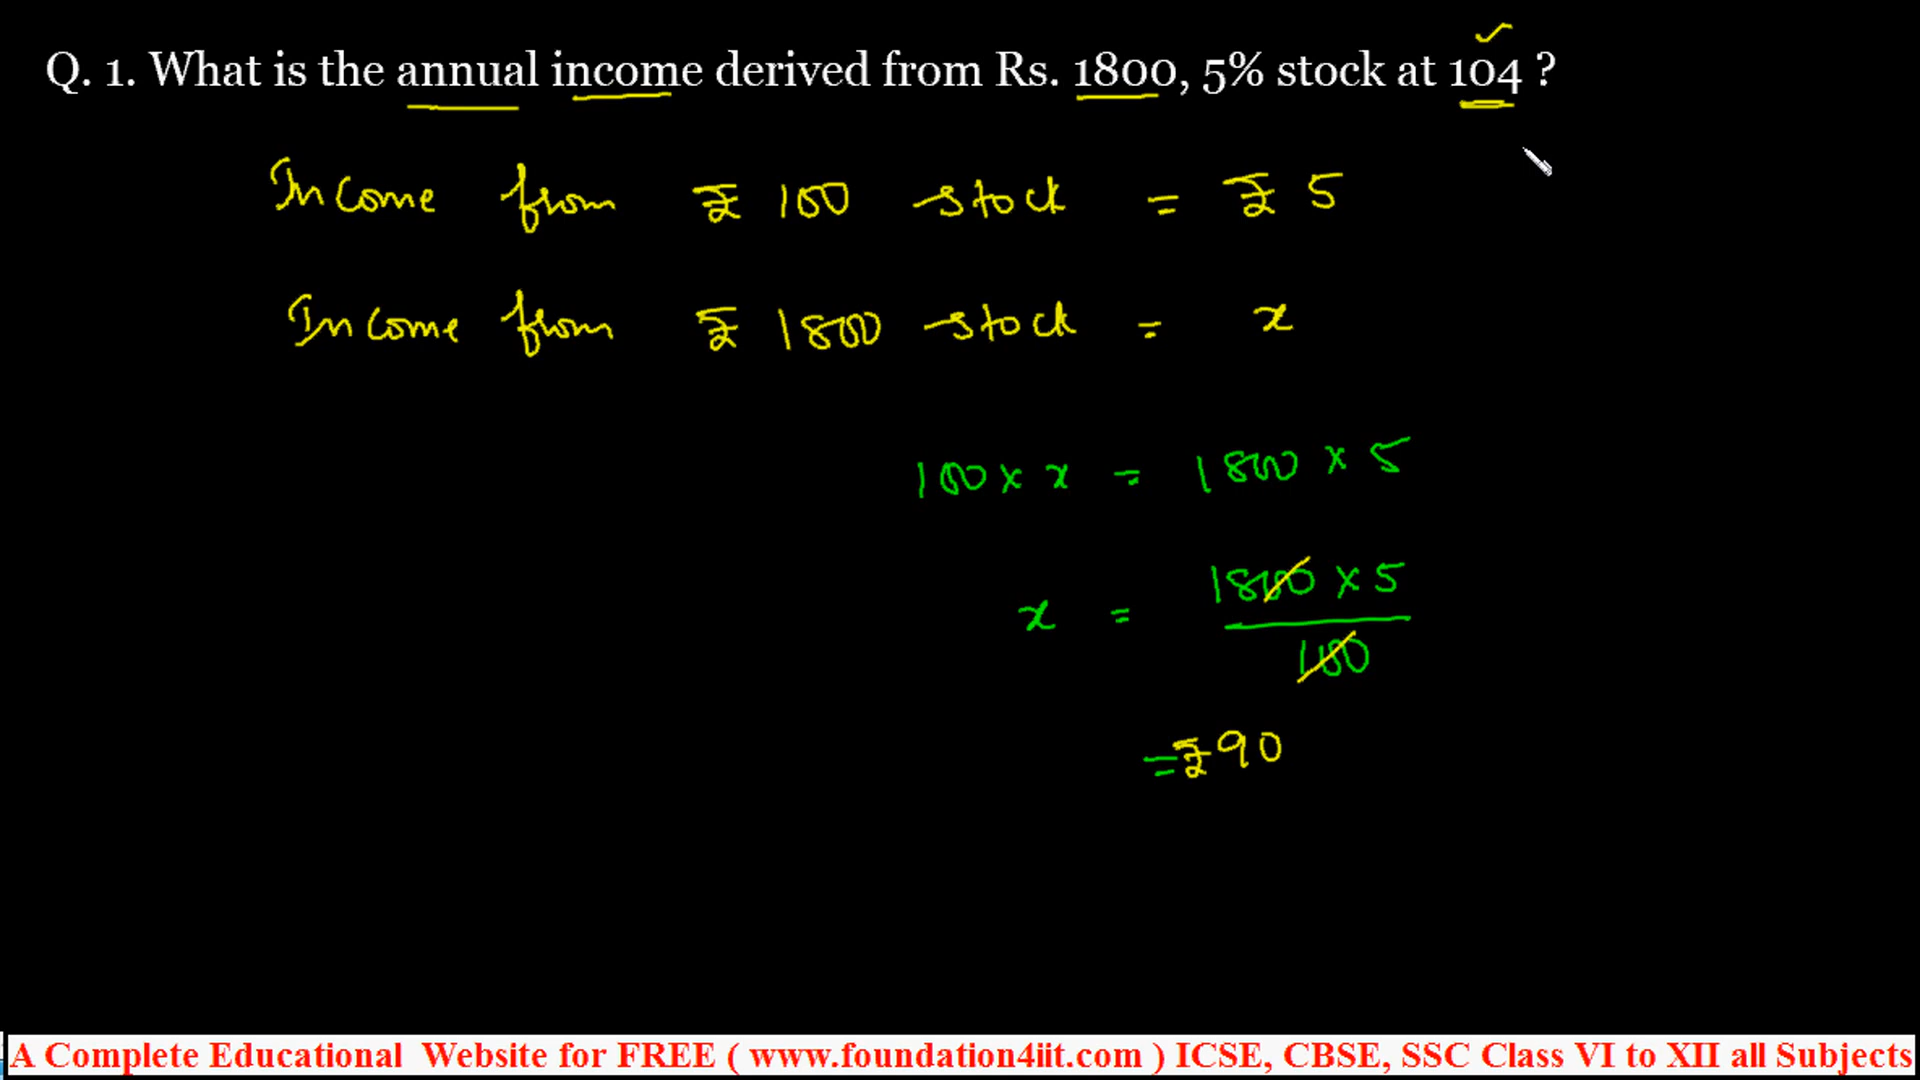 Q. 1. What is the annual income derived from Rs. 1800, 5% stock at 104 ?
Income from ₹ 100 stock = ₹ 5
Income from ₹ 1800 stock = x
100 × x = 1800 × 5
x = 1800 × 5
100
= ₹ 90
A Complete Educational Website for FREE ( www.foundation4iit.com ) ICSE, CBSE, SSC Class VI to XII all Subjects